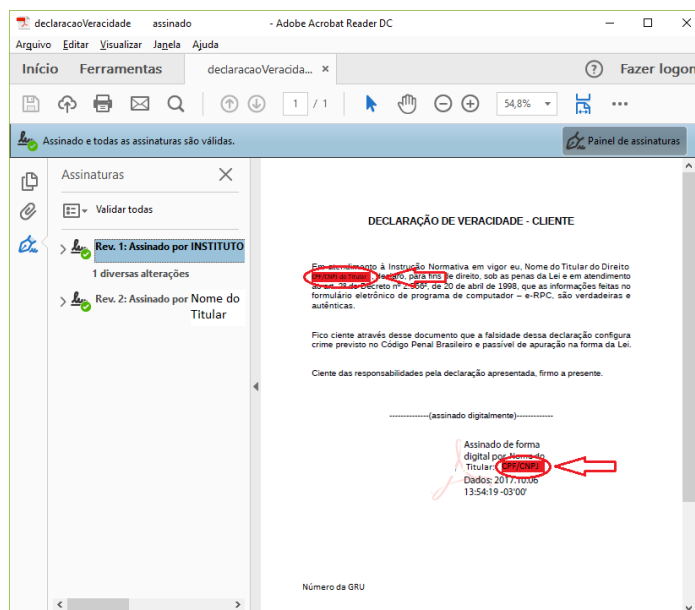 declaracaoVeracidade assinado - Adobe Acrobat Reader DC
Arquivo Editar Visualizar Janela Ajuda
Início Ferramentas declaracaoVeracida... × ? Fazer logon
1 / 1 54,8%
Assinado e todas as assinaturas são válidas. Painel de assinaturas
Assinaturas
Validar todas
Rev. 1: Assinado por INSTITUTO
1 diversas alterações
Rev. 2: Assinado por Nome do
Titular
DECLARAÇÃO DE VERACIDADE - CLIENTE
Em atendimento à Instrução Normativa em vigor eu, Nome do Titular do Direito
CPF/CNPJ do Titular, declaro, para fins de direito, sob as penas da Lei e em atendimento
ao art. 28 do Decreto nº 2.556, de 20 de abril de 1998, que as informações feitas no
formulário eletrônico de programa de computador – e-RPC, são verdadeiras e
autênticas.
Fico ciente através desse documento que a falsidade dessa declaração configura
crime previsto no Código Penal Brasileiro e passível de apuração na forma da Lei.
Ciente das responsabilidades pela declaração apresentada, firmo a presente.
--------------(assinado digitalmente)-------------
Assinado de forma
digital por Nome do
Titular: CPF/CNPJ
Dados: 2017.10.06
13:54:19 -03'00'
Número da GRU